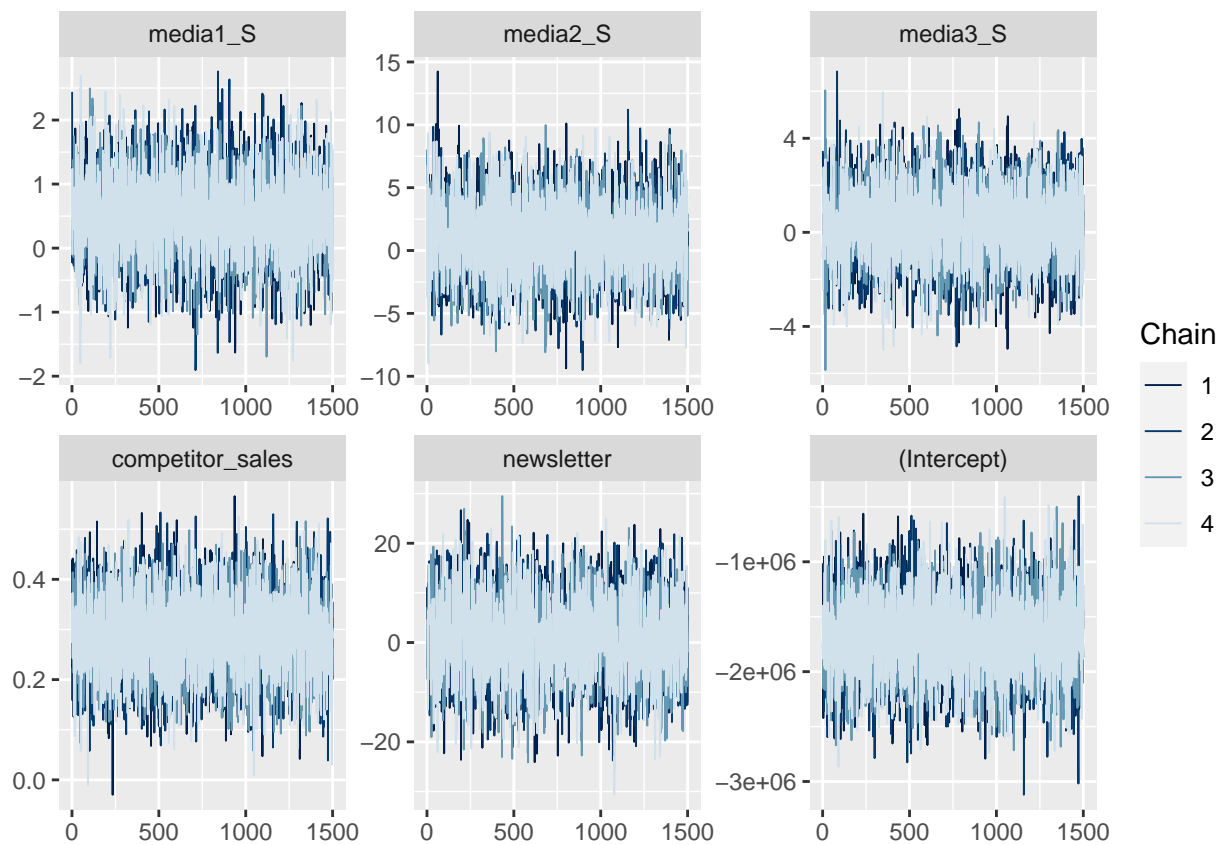 media1_S
media2_S
media3_S
2
1
0
−1
−2
15
10
5
0
−5
−10
4
0
−4
0 500 1000 1500
0 500 1000 1500
0 500 1000 1500
Chain
1
2
3
4
competitor_sales
newsletter
(Intercept)
0.4
0.2
0.0
20
0
−20
−1e+06
−2e+06
−3e+06
0 500 1000 1500
0 500 1000 1500
0 500 1000 1500